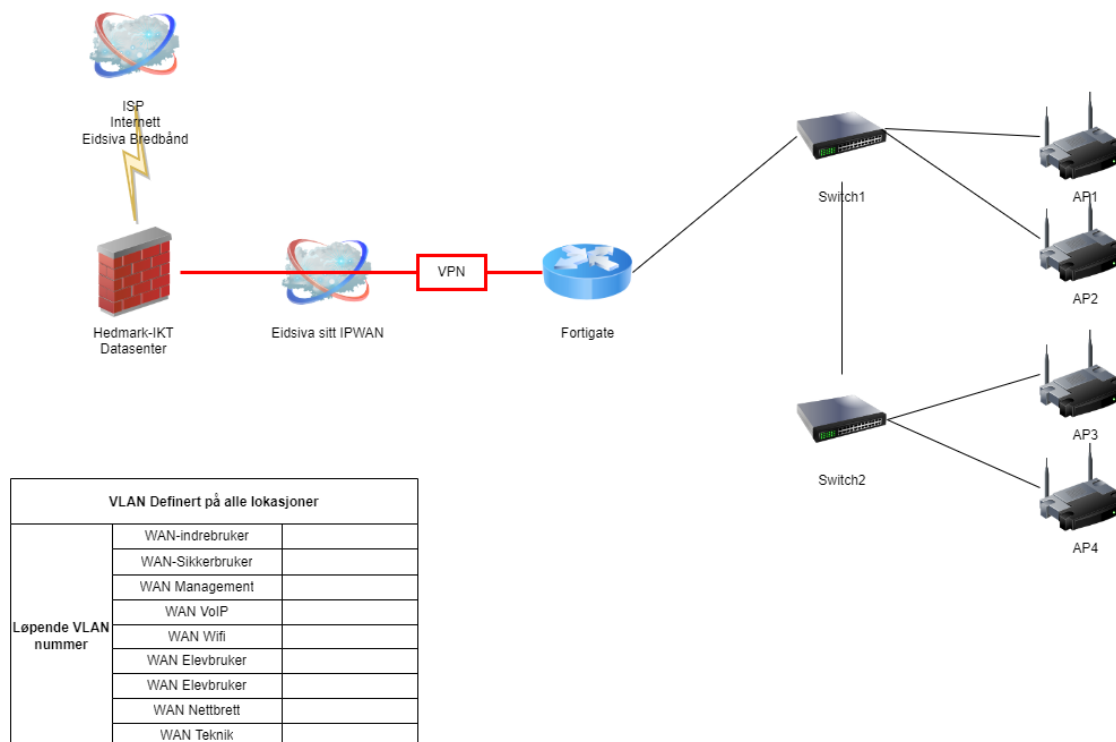 ISP
Internett
Eidsiva Bredbånd
Hedmark-IKT
Datasenter
Eidsiva sitt IPWAN
VPN
Fortigate
Switch1
AP1
AP2
Switch2
AP3
AP4
VLAN Definert på alle lokasjoner
Løpende VLAN
nummer
WAN-indrebruker
WAN-Sikkerbruker
WAN Management
WAN VoIP
WAN Wifi
WAN Elevbruker
WAN Elevbruker
WAN Nettbrett
WAN Teknik